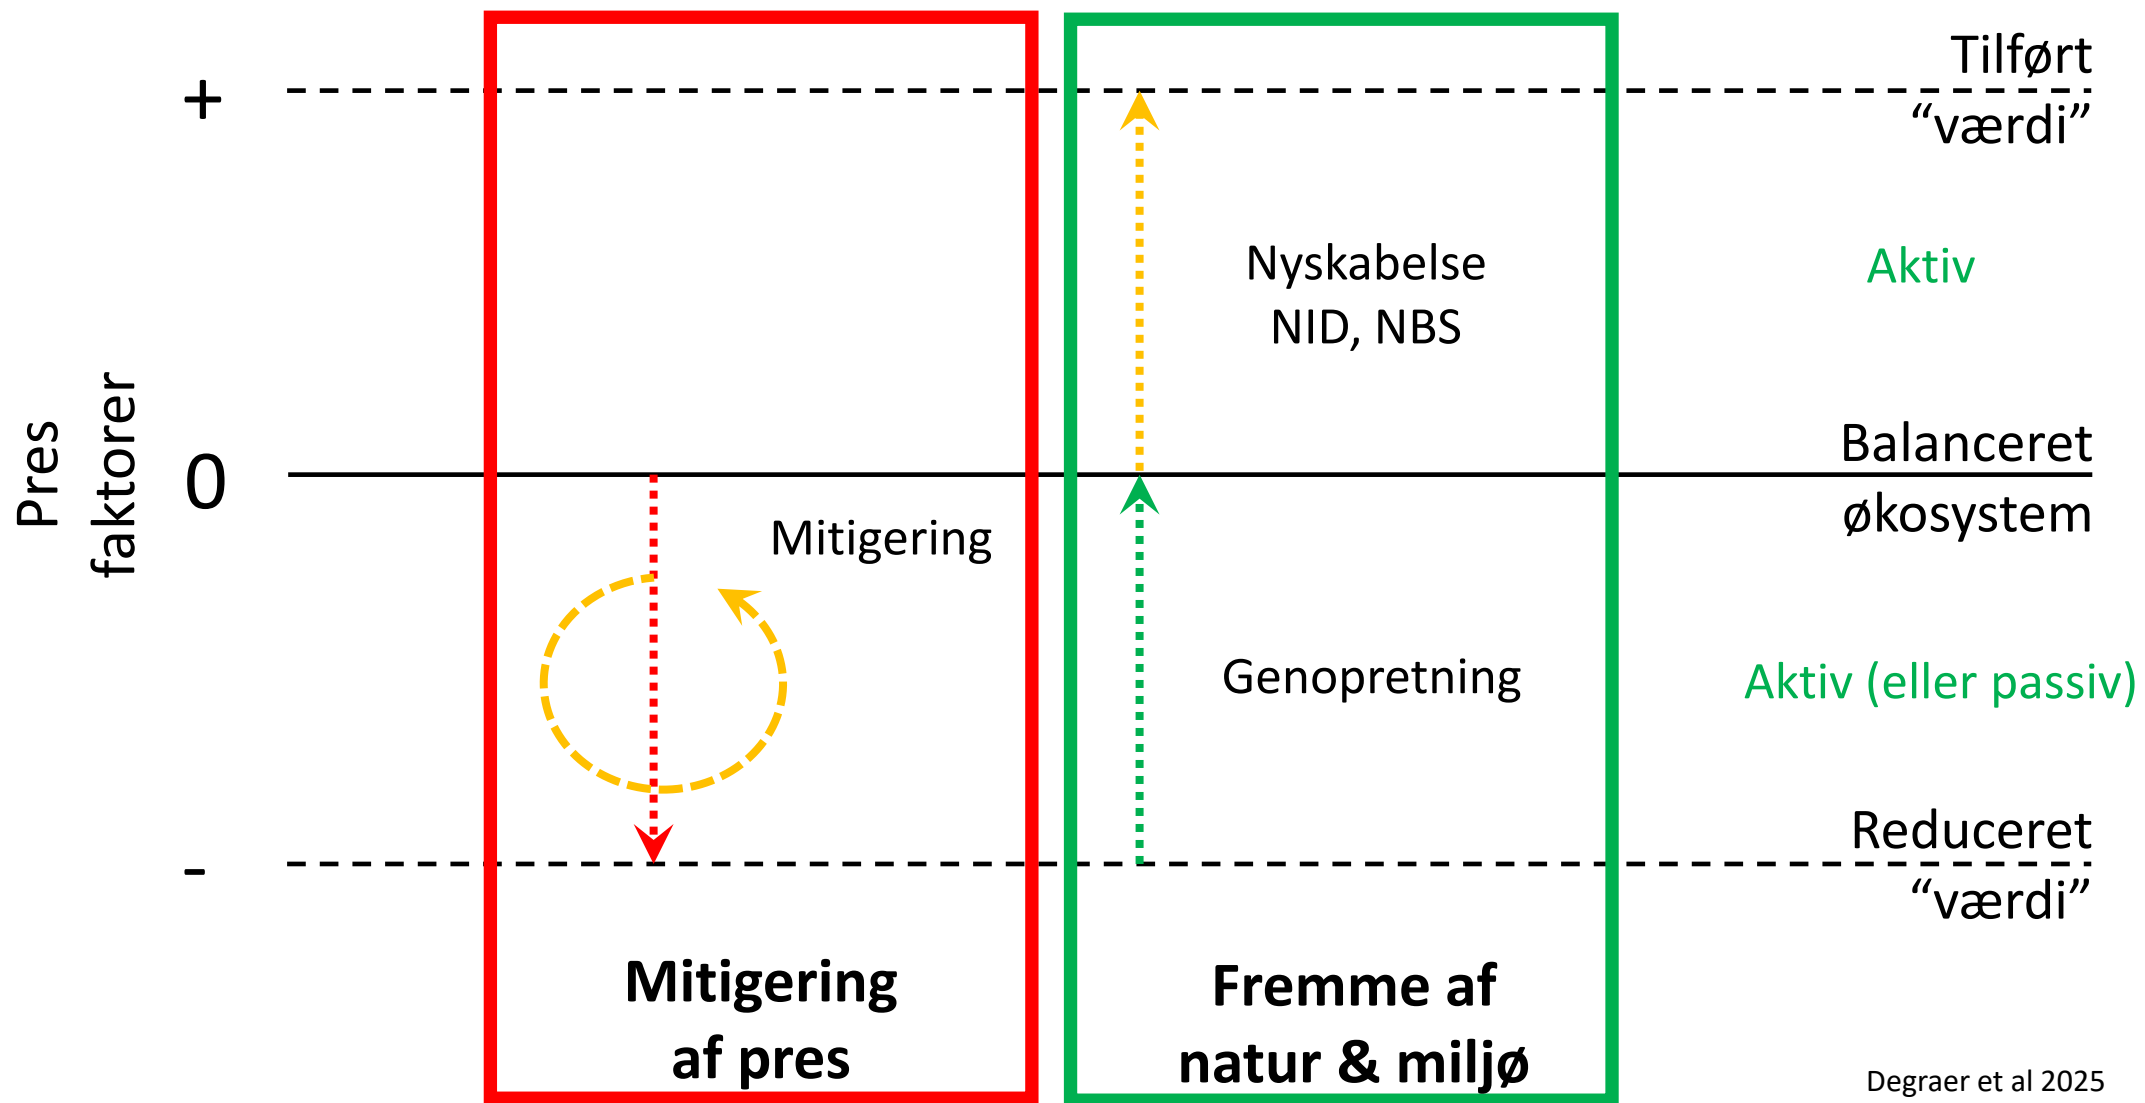 Tilført
+
“værdi”
Nyskabelse
Aktiv
NID, NBS
Pres
faktorer
Balanceret
0
økosystem
Mitigering
Genopretning
Aktiv (eller passiv)
Reduceret
-
“værdi”
Mitigering
af pres
Fremme af
natur & miljø
Degraer et al 2025